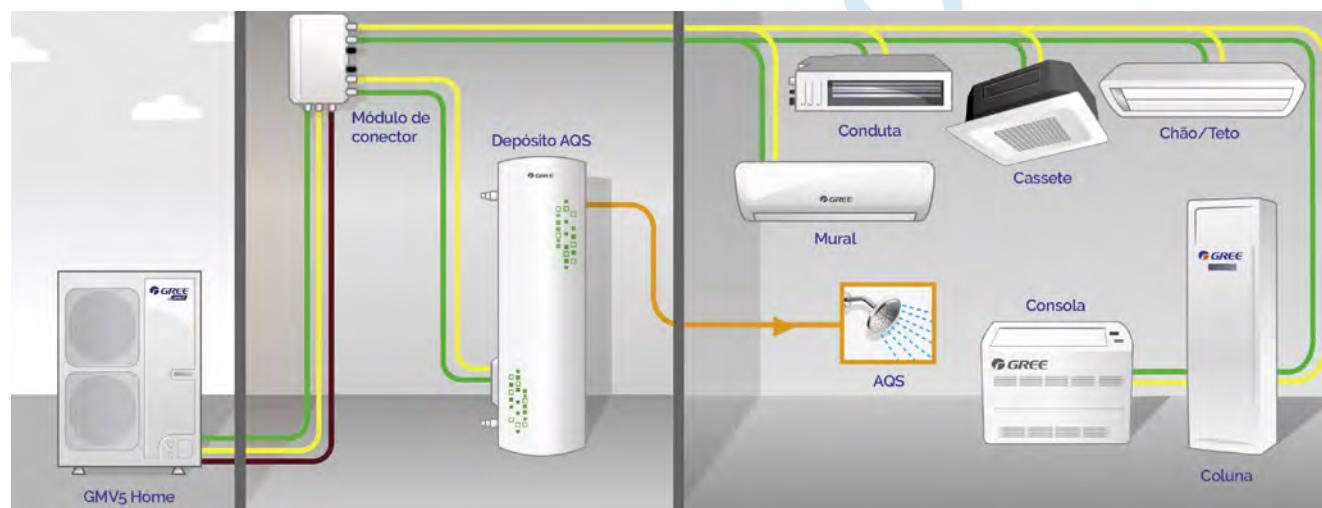 Módulo de
conector
Depósito AQS
GREE
Conduta
Cassete
Chão/Teto
GREE
Mural
GREE
GREE
Consola
GREE
AQS
GMV5 Home
Coluna